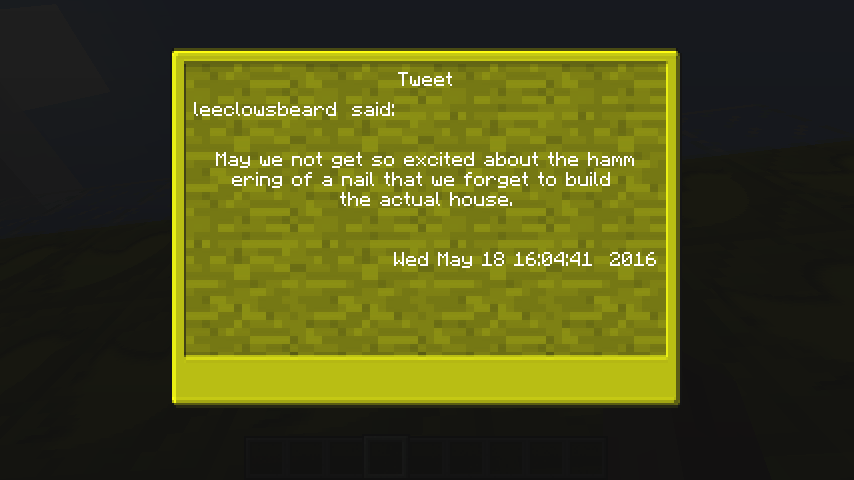 Tweet
leeclowsbeard said:
May we not get so excited about the hamm
ering of a nail that we forget to build
the actual house.
Wed May 18 16:04:41 2016